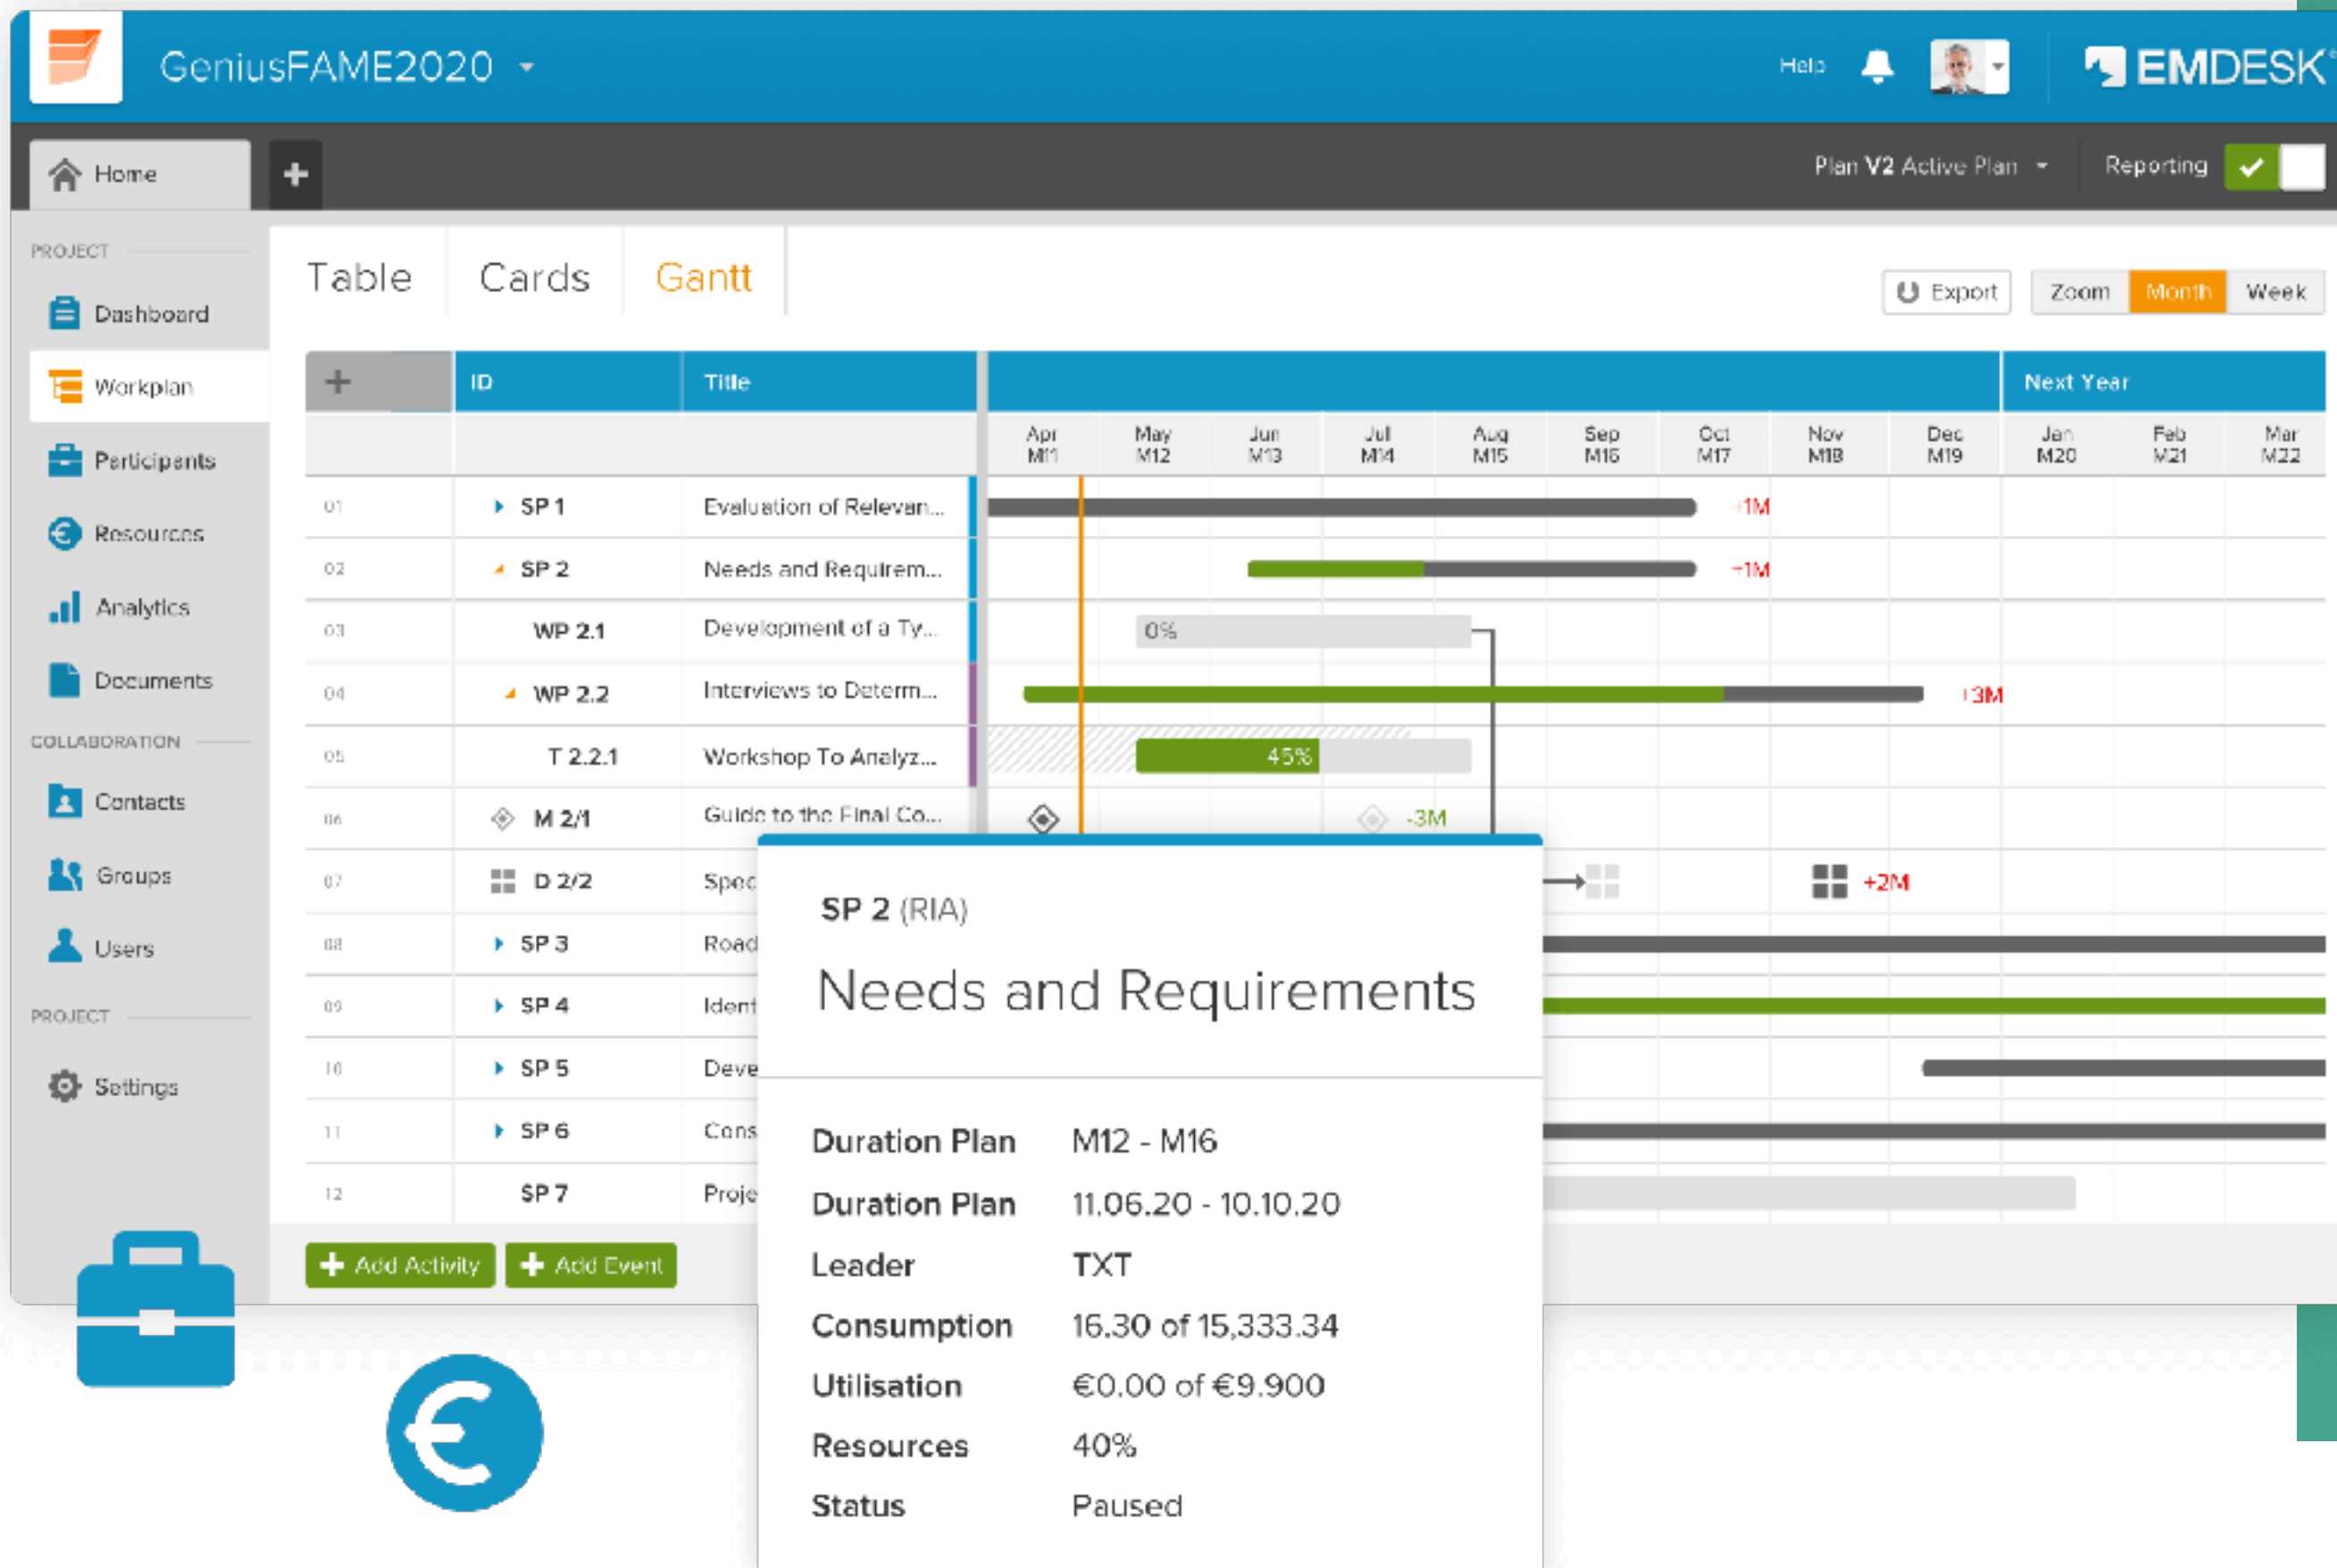 GeniusFAME2020
Help
EMDESK
Home
Plan V2 Active Plan
Reporting
PROJECT
Dashboard
Workplan
Participants
Resources
Analytics
Documents
COLLABORATION
Contacts
Groups
Users
PROJECT
Settings
Table Cards Gantt
Export
Zoom Month Week
ID Title Next Year
Apr May Jun Jul Aug Sep Oct Nov Dec Jan Feb Mar
M11 M12 M13 M14 M15 M16 M17 M18 M19 M20 M21 M22
01 SP 1 Evaluation of Relevan... +1M
02 SP 2 Needs and Requirem... +1M
03 WP 2.1 Development of a Ty... 0%
04 WP 2.2 Interviews to Determ... +3M
05 T 2.2.1 Workshop To Analyz... 45%
06 M 2/1 Guide to the Final Co... -3M
07 D 2/2 Spec +2M
08 SP 3 Road
09 SP 4 Ident
10 SP 5 Deve
11 SP 6 Cons
12 SP 7 Proje
Add Activity Add Event
SP 2 (RIA)
Needs and Requirements
Duration Plan M12 - M16
Duration Plan 11.06.20 - 10.10.20
Leader TXT
Consumption 16.30 of 15,333.34
Utilisation €0.00 of €9.900
Resources 40%
Status Paused